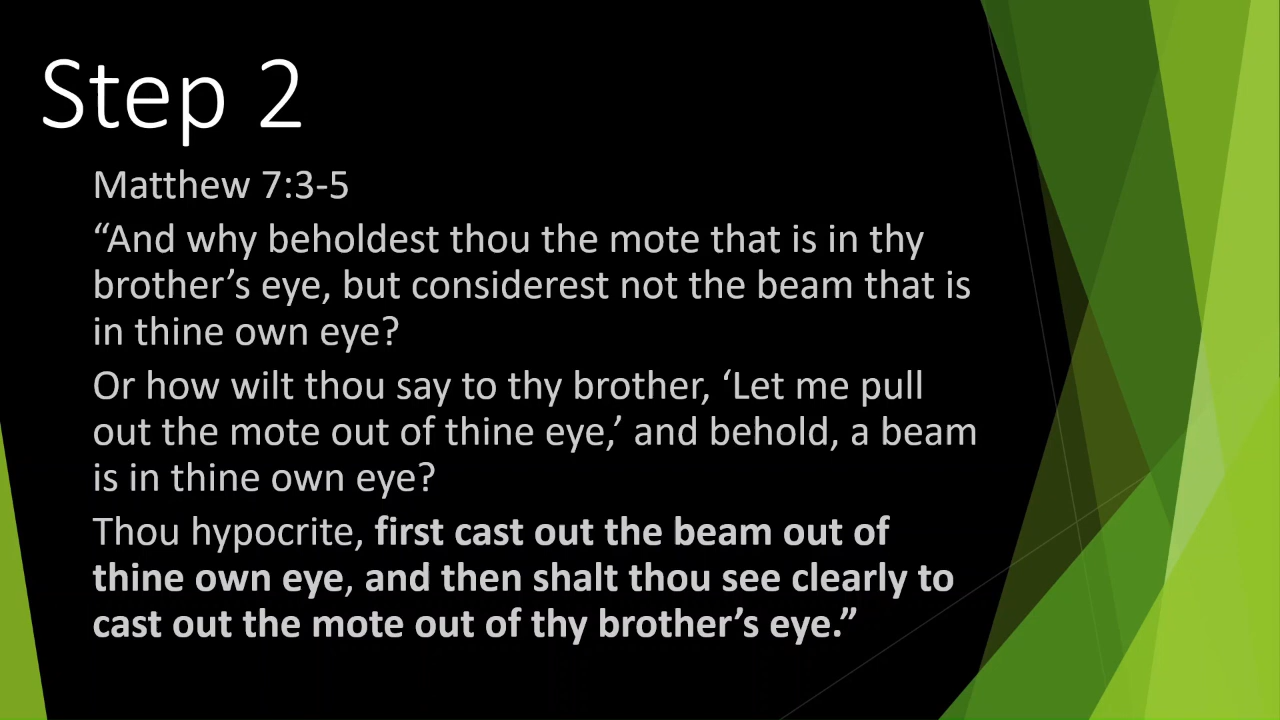 Step 2
Matthew 7:3-5
“And why beholdest thou the mote that is in thy
brother’s eye, but considerest not the beam that is
in thine own eye?
Or how wilt thou say to thy brother, ‘Let me pull
out the mote out of thine eye,’ and behold, a beam
is in thine own eye?
Thou hypocrite, first cast out the beam out of
thine own eye, and then shalt thou see clearly to
cast out the mote out of thy brother’s eye.”